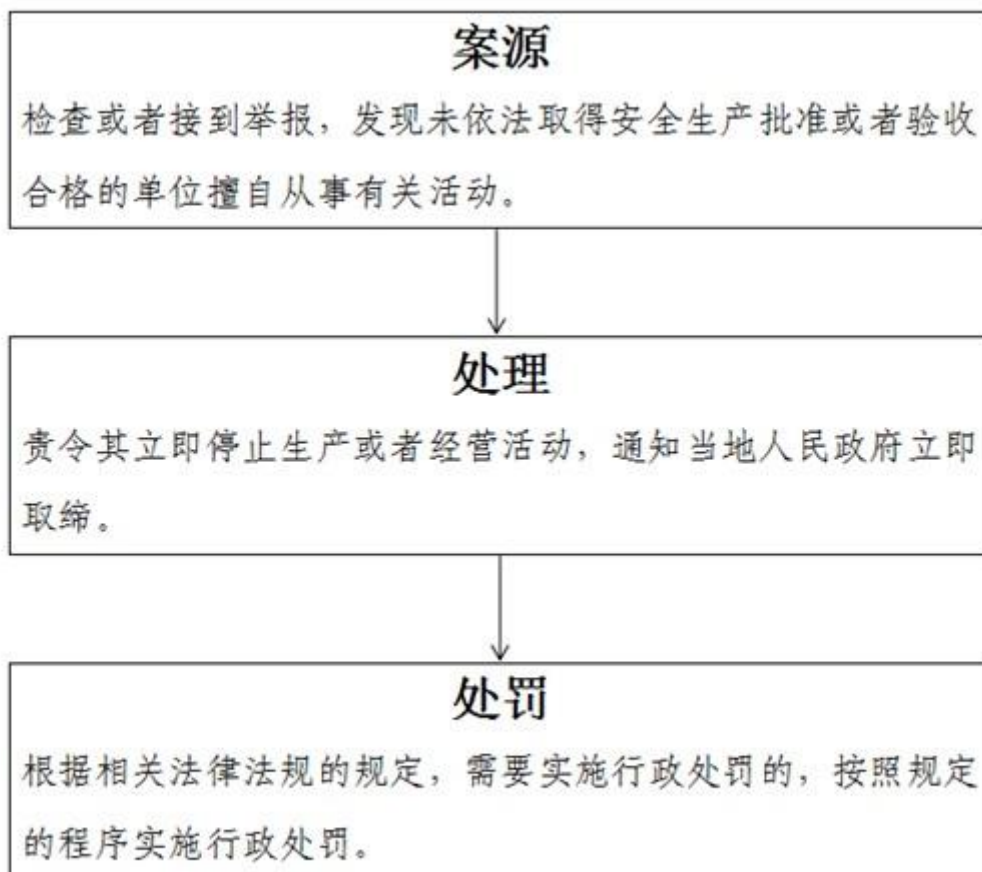 案源
检查或者接到举报，发现未依法取得安全生产批准或者验收
合格的单位擅自从事有关活动。
处理
责令其立即停止生产或者经营活动，通知当地人民政府立即
取缔。
处罚
根据相关法律法规的规定，需要实施行政处罚的，按照规定
的程序实施行政处罚。